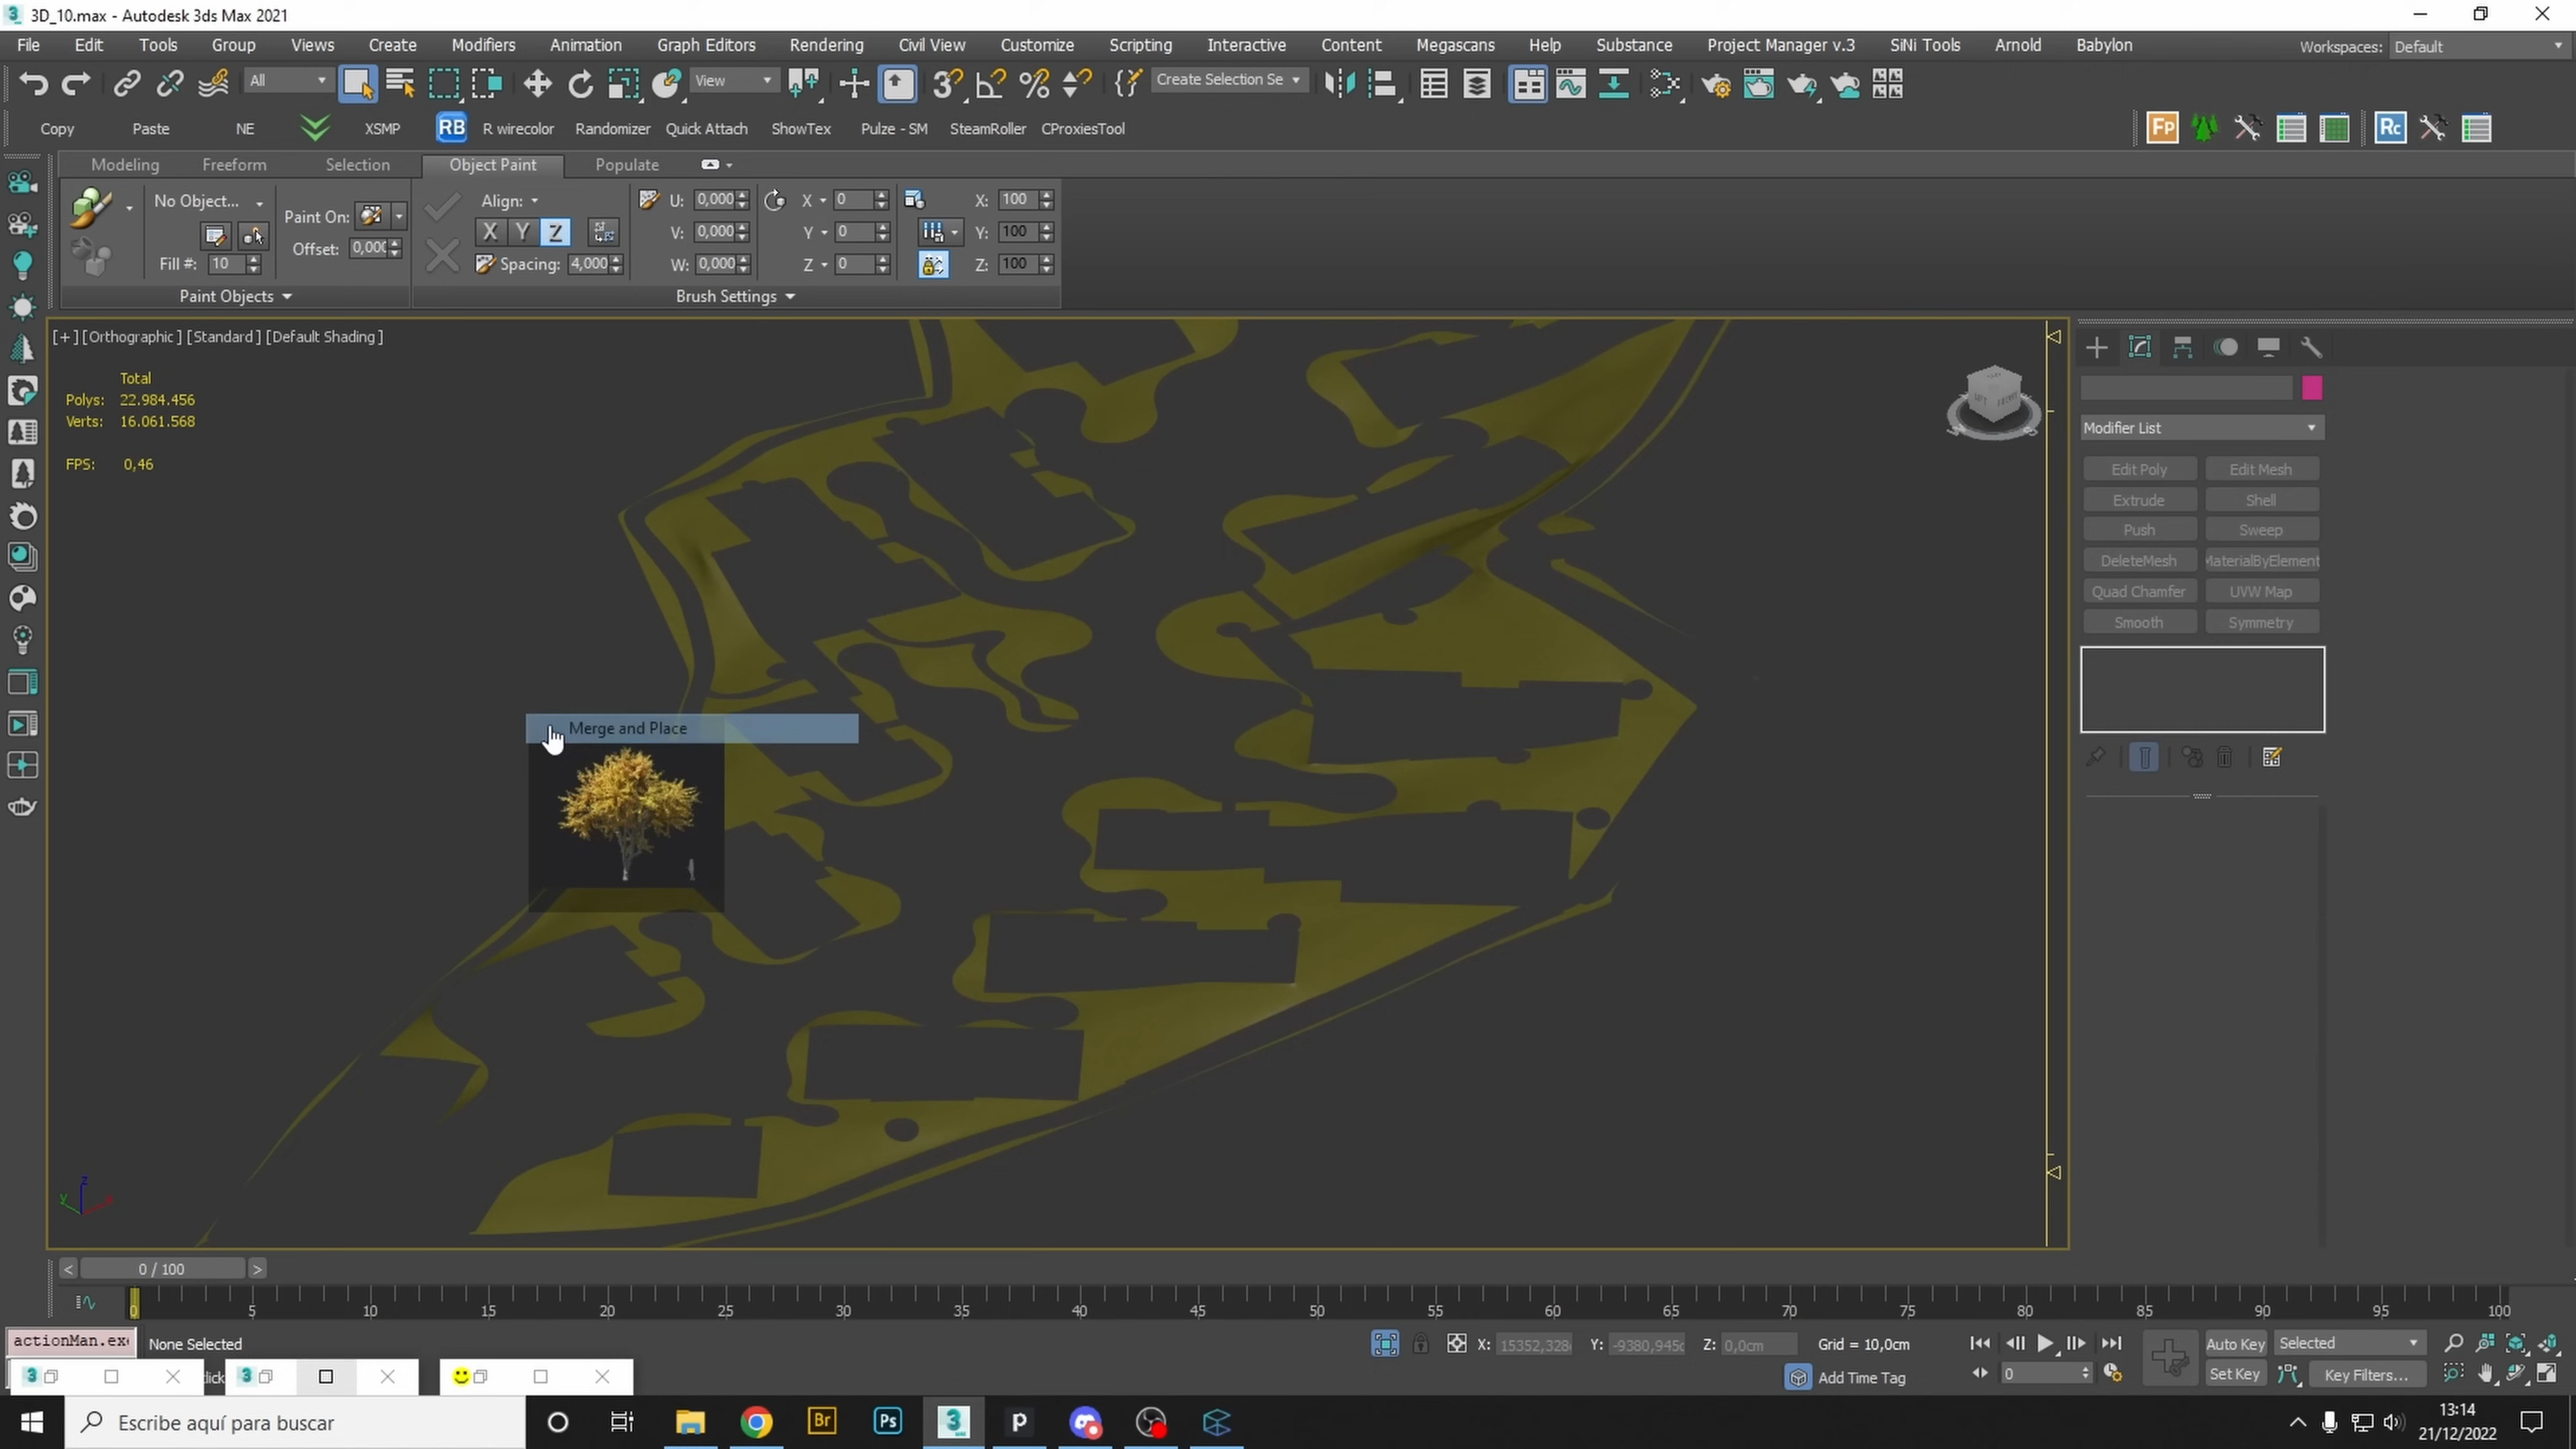 3D_10.max - Autodesk 3ds Max 2021
File Edit Tools Group Views Create Modifiers Animation Graph Editors Rendering Civil View Customize Scripting Interactive Content Megascans Help Substance Project Manager v.3 SiNi Tools Arnold Babylon Workspaces: Default
All View Create Selection Se
Copy Paste NE XSMP RB R wirecolor Randomizer Quick Attach ShowTex Pulze - SM SteamRoller CProxiesTool Fp Rc
Modeling Freeform Selection Object Paint Populate
No Object... Paint On: Align: U: 0,000 X 0 X: 100
X Y Z V: 0,000 Y 0 Y: 100
Fill #: 10 Offset: 0,000 Spacing: 4,000 W: 0,000 Z 0 Z: 100
Paint Objects Brush Settings
[+] [Orthographic] [Standard] [Default Shading]
Total
Polys: 22.984.456
Verts: 16.061.568
FPS: 0,46
Merge and Place
Modifier List
Edit Poly Edit Mesh
Extrude Shell
Push Sweep
DeleteMesh MaterialByElement
Quad Chamfer UVW Map
Smooth Symmetry
z
y
< 0 / 100 >
0 5 10 15 20 25 30 35 40 45 50 55 60 65 70 75 80 85 90 95 100
actionMan.ex None Selected X: 15352,328 Y: -9380,945c Z: 0,0cm Grid = 10,0cm Auto Key Selected
Add Time Tag 0 Set Key Key Filters...
Escribe aquí para buscar Br Ps 3 P 13:14
21/12/2022